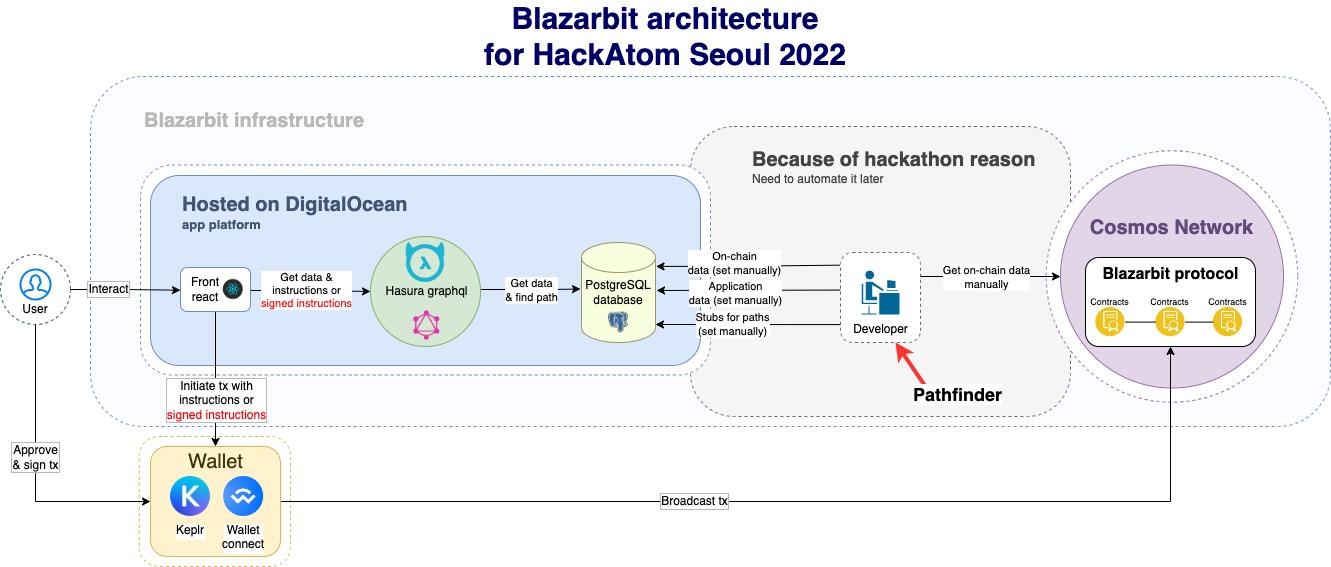 Blazarbit architecture
for HackAtom Seoul 2022
Blazarbit infrastructure
Because of hackathon reason
Need to automate it later
Hosted on DigitalOcean
app platform
Cosmos Network
Blazarbit protocol
Contracts
Contracts
Contracts
User
Interact
Front
react
Get data &
instructions or
signed instructions
Hasura graphql
Get data
& find path
PostgreSQL
database
On-chain
data (set manually)
Application
data (set manually)
Stubs for paths
(set manually)
Developer
Get on-chain data
manually
Pathfinder
Initiate tx with
instructions or
signed instructions
Approve
& sign tx
Wallet
K
Keplr
Wallet
connect
Broadcast tx